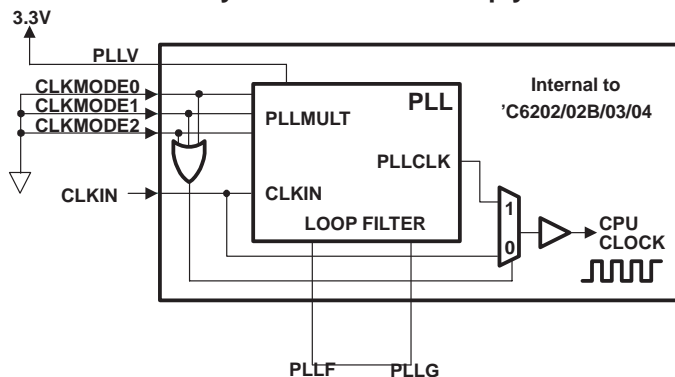 3.3V
PLLV
CLKMODE0
CLKMODE1
CLKMODE2
PLL
PLLMULT
Internal to
'C6202/02B/03/04
PLLCLK
CLKIN
CLKIN
LOOP FILTER
1
0
CPU
CLOCK
PLLF
PLLG